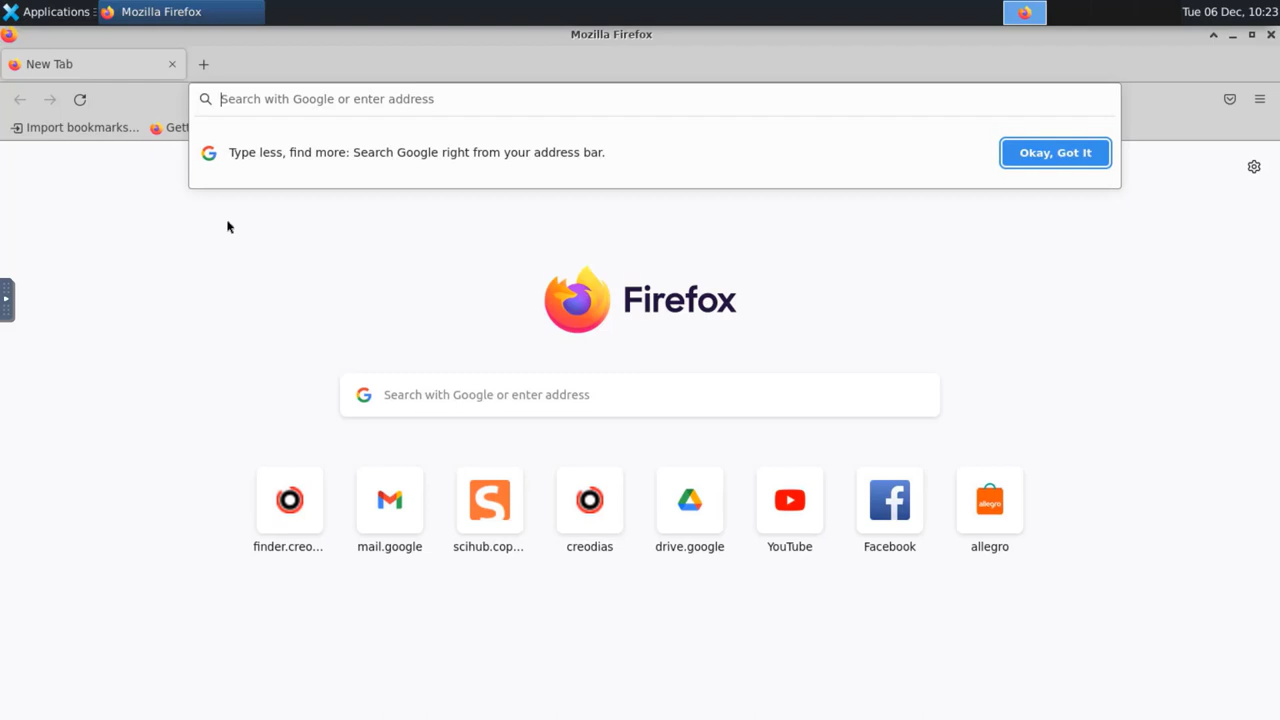 Applications
Mozilla Firefox
Tue 06 Dec, 10:23
Mozilla Firefox
New Tab
Search with Google or enter address
Import bookmarks...
Gett
Type less, find more: Search Google right from your address bar.
Okay, Got It
Firefox
Search with Google or enter address
finder.creo...
mail.google
scihub.cop...
creodias
drive.google
YouTube
Facebook
allegro
allegro